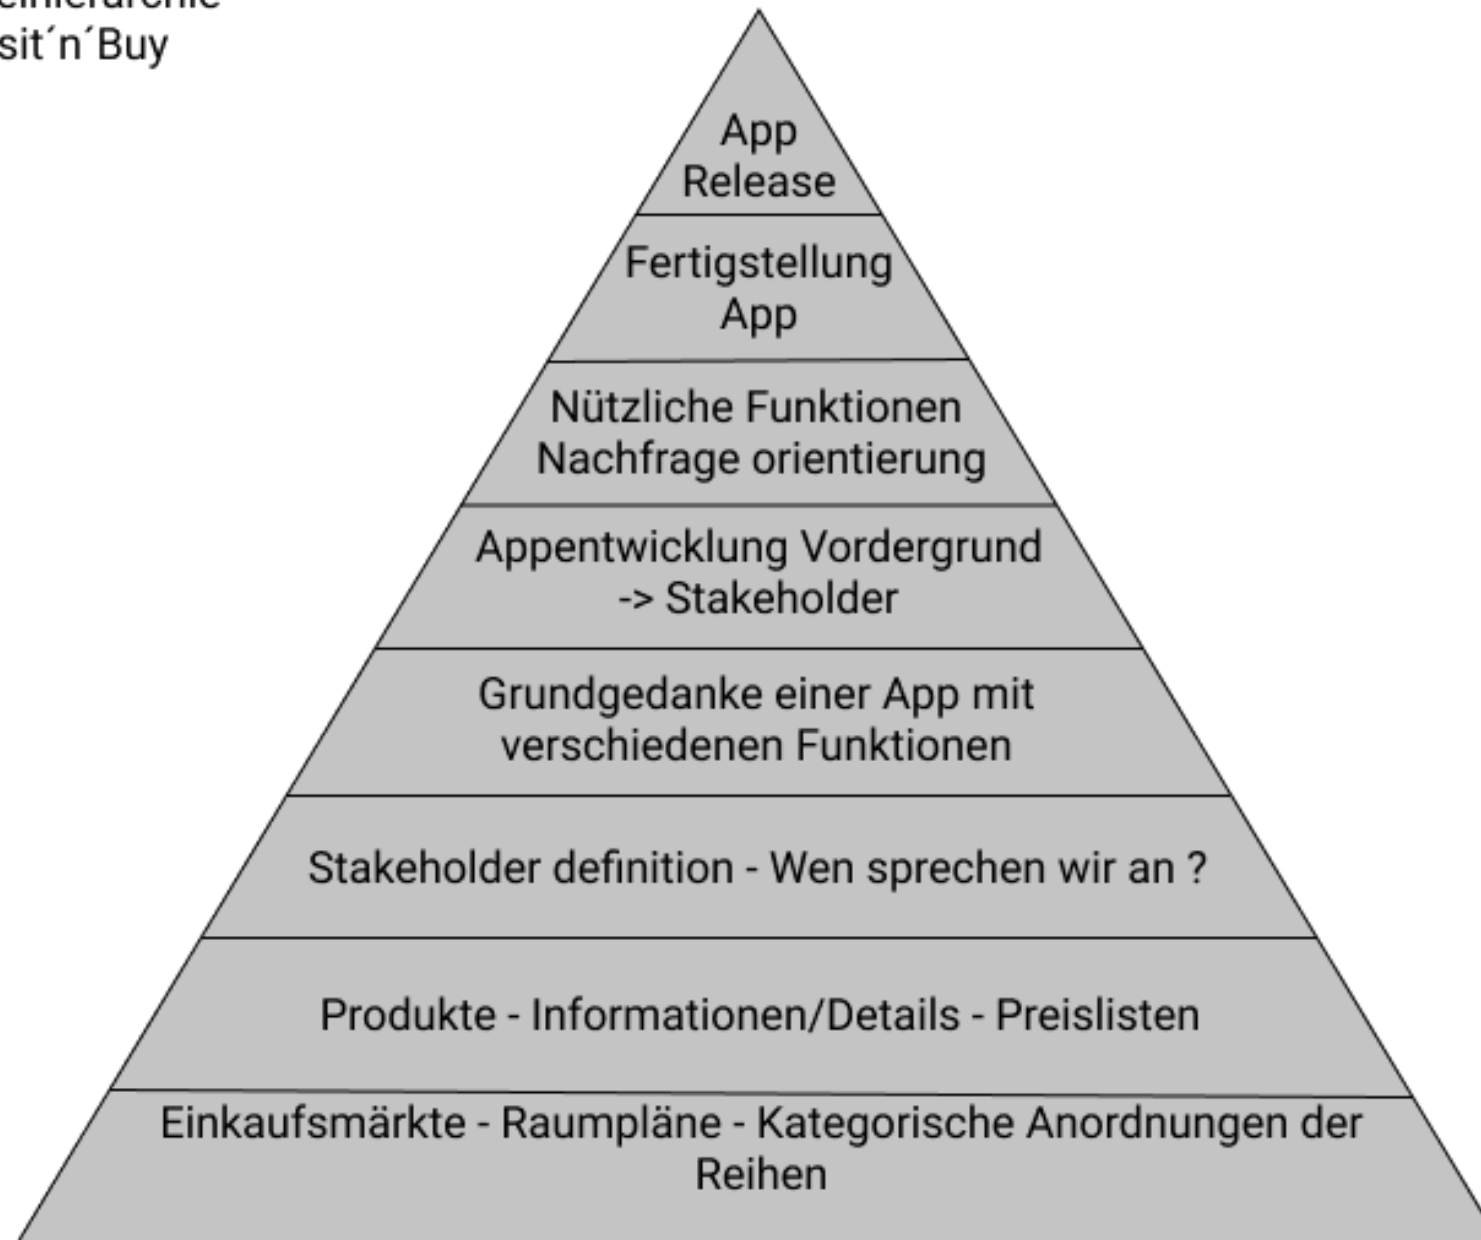 sit´n´Buy
App
Release
Fertigstellung
App
Nützliche Funktionen
Nachfrage orientierung
Appentwicklung Vordergrund
-> Stakeholder
Grundgedanke einer App mit
verschiedenen Funktionen
Stakeholder definition - Wen sprechen wir an ?
Produkte - Informationen/Details - Preislisten
Einkaufsmärkte - Raumpläne - Kategorische Anordnungen der
Reihen